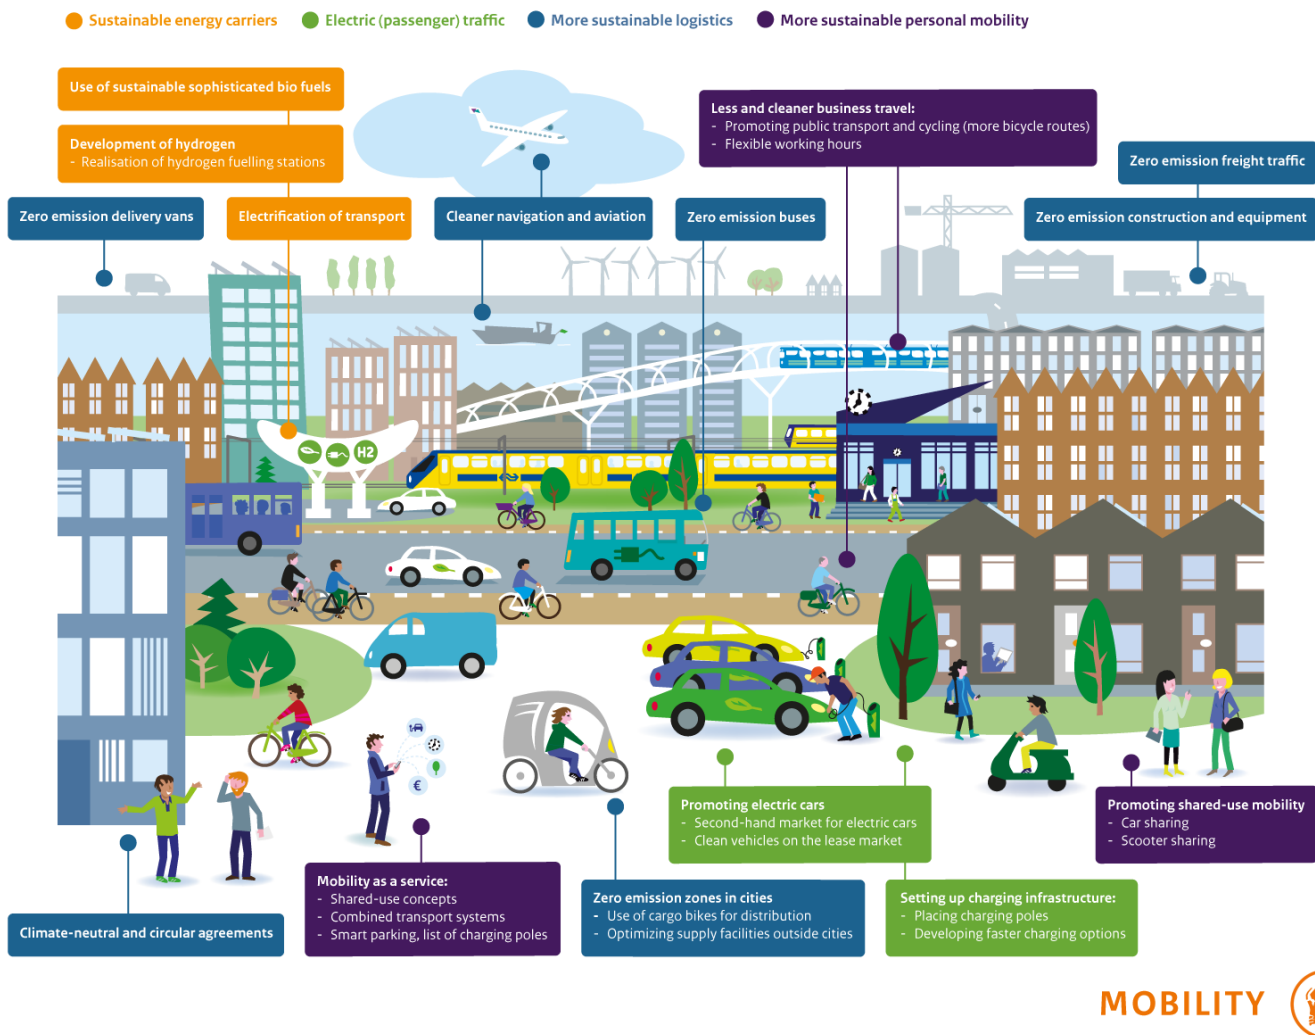 Sustainable energy carriers
Electric (passenger) traffic
More sustainable logistics
More sustainable personal mobility
Use of sustainable sophisticated bio fuels
Development of hydrogen
- Realisation of hydrogen fuelling stations
Less and cleaner business travel:
- Promoting public transport and cycling (more bicycle routes)
- Flexible working hours
Zero emission freight traffic
Zero emission delivery vans
Electrification of transport
Cleaner navigation and aviation
Zero emission buses
Zero emission construction and equipment
H2
€
Promoting electric cars
- Second-hand market for electric cars
- Clean vehicles on the lease market
Promoting shared-use mobility
- Car sharing
- Scooter sharing
Mobility as a service:
- Shared-use concepts
- Combined transport systems
- Smart parking, list of charging poles
Zero emission zones in cities
- Use of cargo bikes for distribution
- Optimizing supply facilities outside cities
Setting up charging infrastructure:
- Placing charging poles
- Developing faster charging options
Climate-neutral and circular agreements
MOBILITY